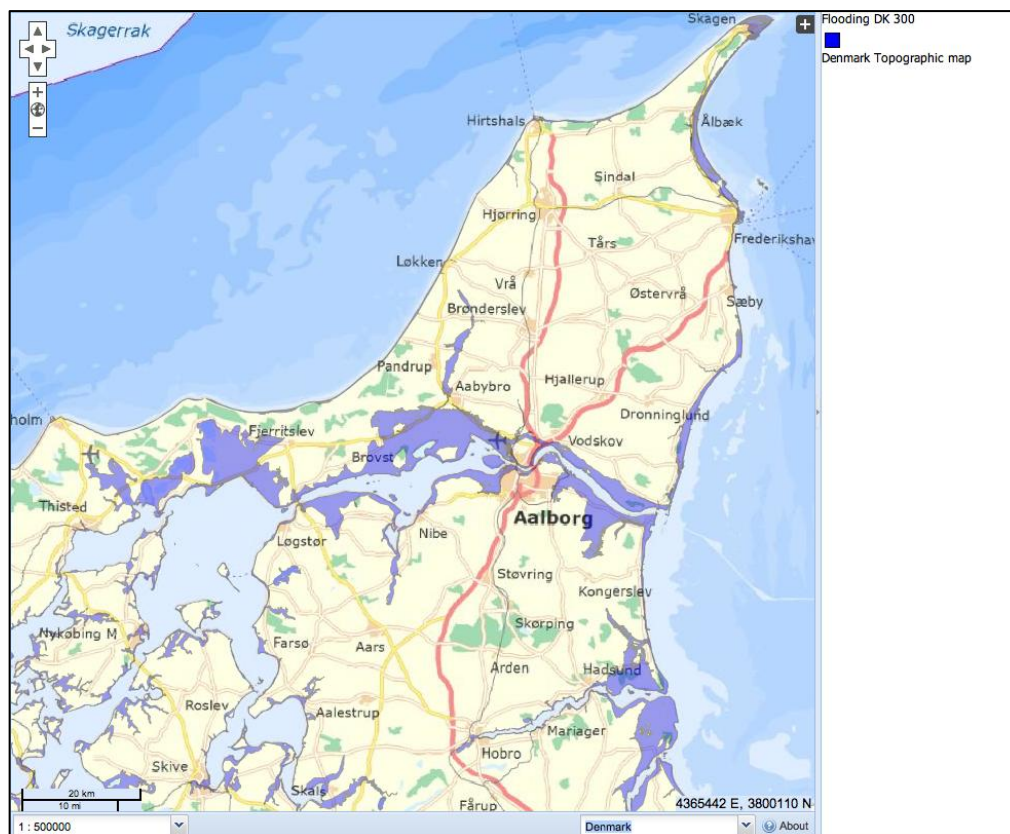 Skagerrak
Skagen
Flooding DK 300
Denmark Topographic map
Ålbæk
Hirtshals
Sindal
Hjørring
Frederikshav
Tårs
Løkken
Vrå
Østervrå
Sæby
Brønderslev
Pandrup
Hjallerup
Aabybro
Dronninglund
holm
Fjerritslev
Vodskov
Brovst
Thisted
Aalborg
Nibe
Løgstør
Støvring
Kongerslev
Skørping
Nykøbing M
Farsø
Aars
Arden
Hadsund
Roslev
Aalestrup
Mariager
Hobro
Skive
Skals
20 km
10 mi
Fårup
4365442 E, 3800110 N
1 : 500000
Denmark
About